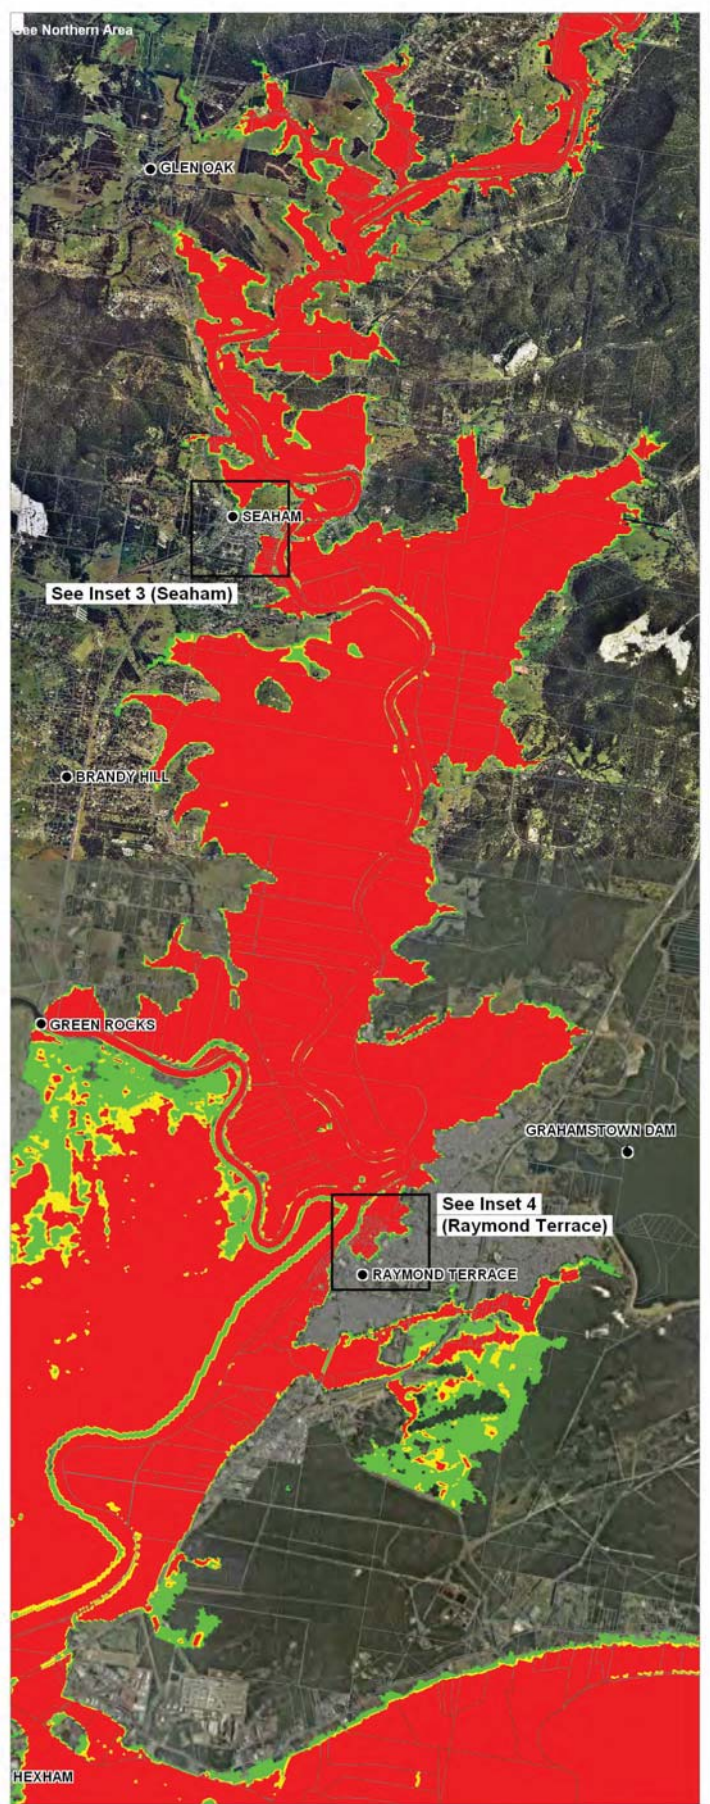 See Northern Area
GLEN OAK
SEAHAM
See Inset 3 (Seaham)
BRANDY HILL
GREEN ROCKS
GRAHAMSTOWN DAM
See Inset 4
(Raymond Terrace)
RAYMOND TERRACE
HEXHAM